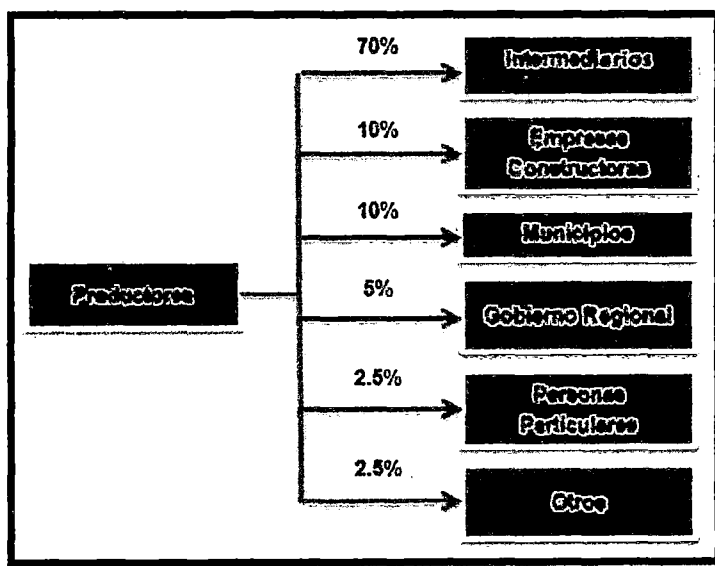 70%
Intermediarios
10%
Empresas
Constructoras
10%
Municipios
Productores
5%
Gobierno Regional
2.5%
Personas
Particulares
2.5%
Otros